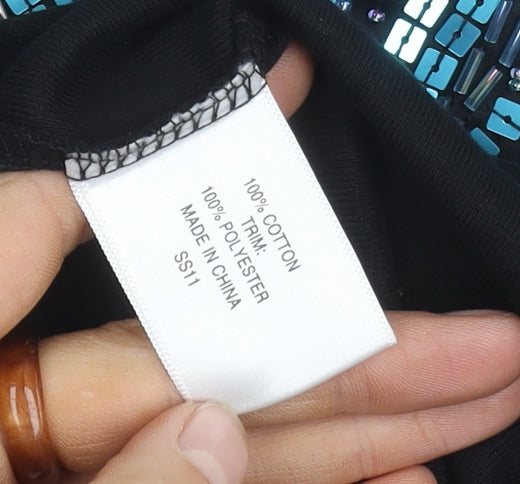 100% COTTON
TRIM:
100% POLYESTER
MADE IN CHINA
SS11